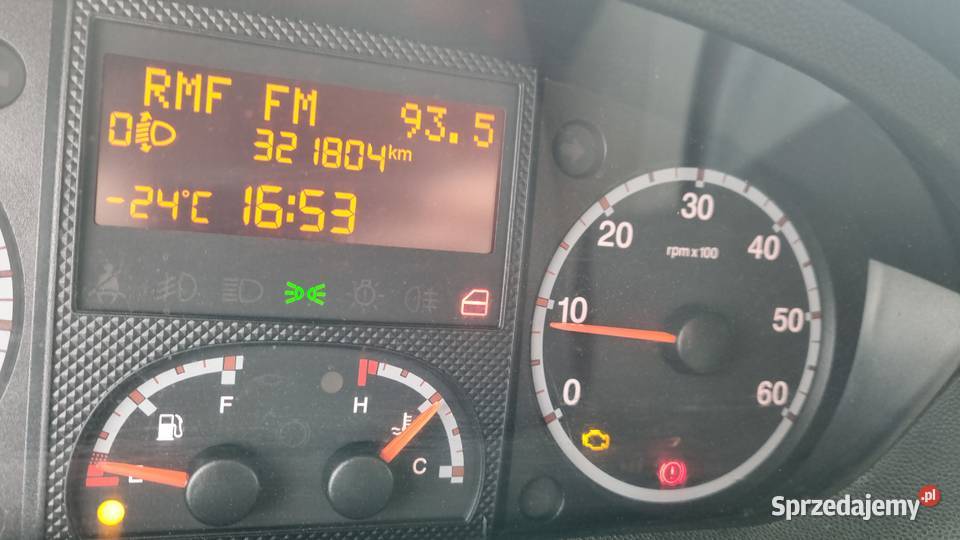 RMF FM 93.5
0 321804km
-24°C 16:53
F
E
H
C
0
10
20
30
40
50
60
rpm x 100
Sprzedajemy.pl